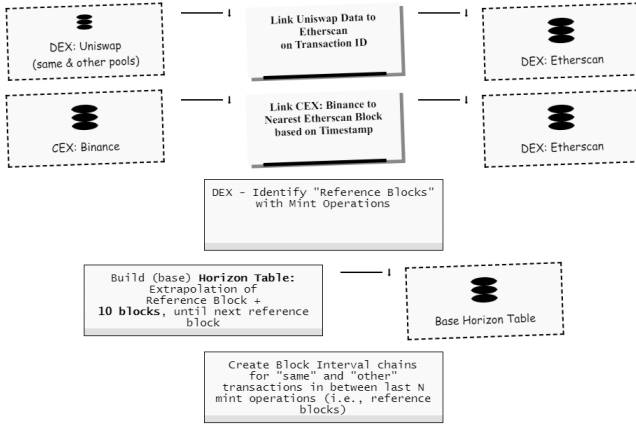 DEX: Uniswap
(same & other pools)
Link Uniswap Data to
Etherscan
on Transaction ID
DEX: Etherscan
CEX: Binance
Link CEX: Binance to
Nearest Etherscan Block
based on Timestamp
DEX: Etherscan
DEX - Identify "Reference Blocks"
with Mint Operations
Build (base) Horizon Table:
Extrapolation of
Reference Block +
10 blocks, until next reference
block
Base Horizon Table
Create Block Interval chains
for "same" and "other"
transactions in between last N
mint operations (i.e., reference
blocks)